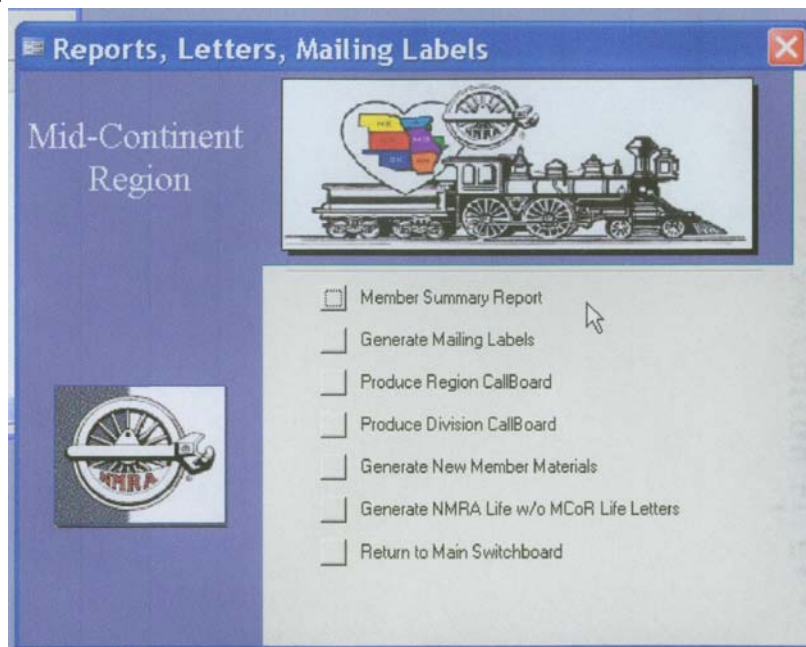 Reports, Letters, Mailing Labels
Mid-Continent
Region
NMRA
Member Summary Report
Generate Mailing Labels
Produce Region CallBoard
Produce Division CallBoard
Generate New Member Materials
Generate NMRA Life w/o MCoR Life Letters
Return to Main Switchboard
NMRA